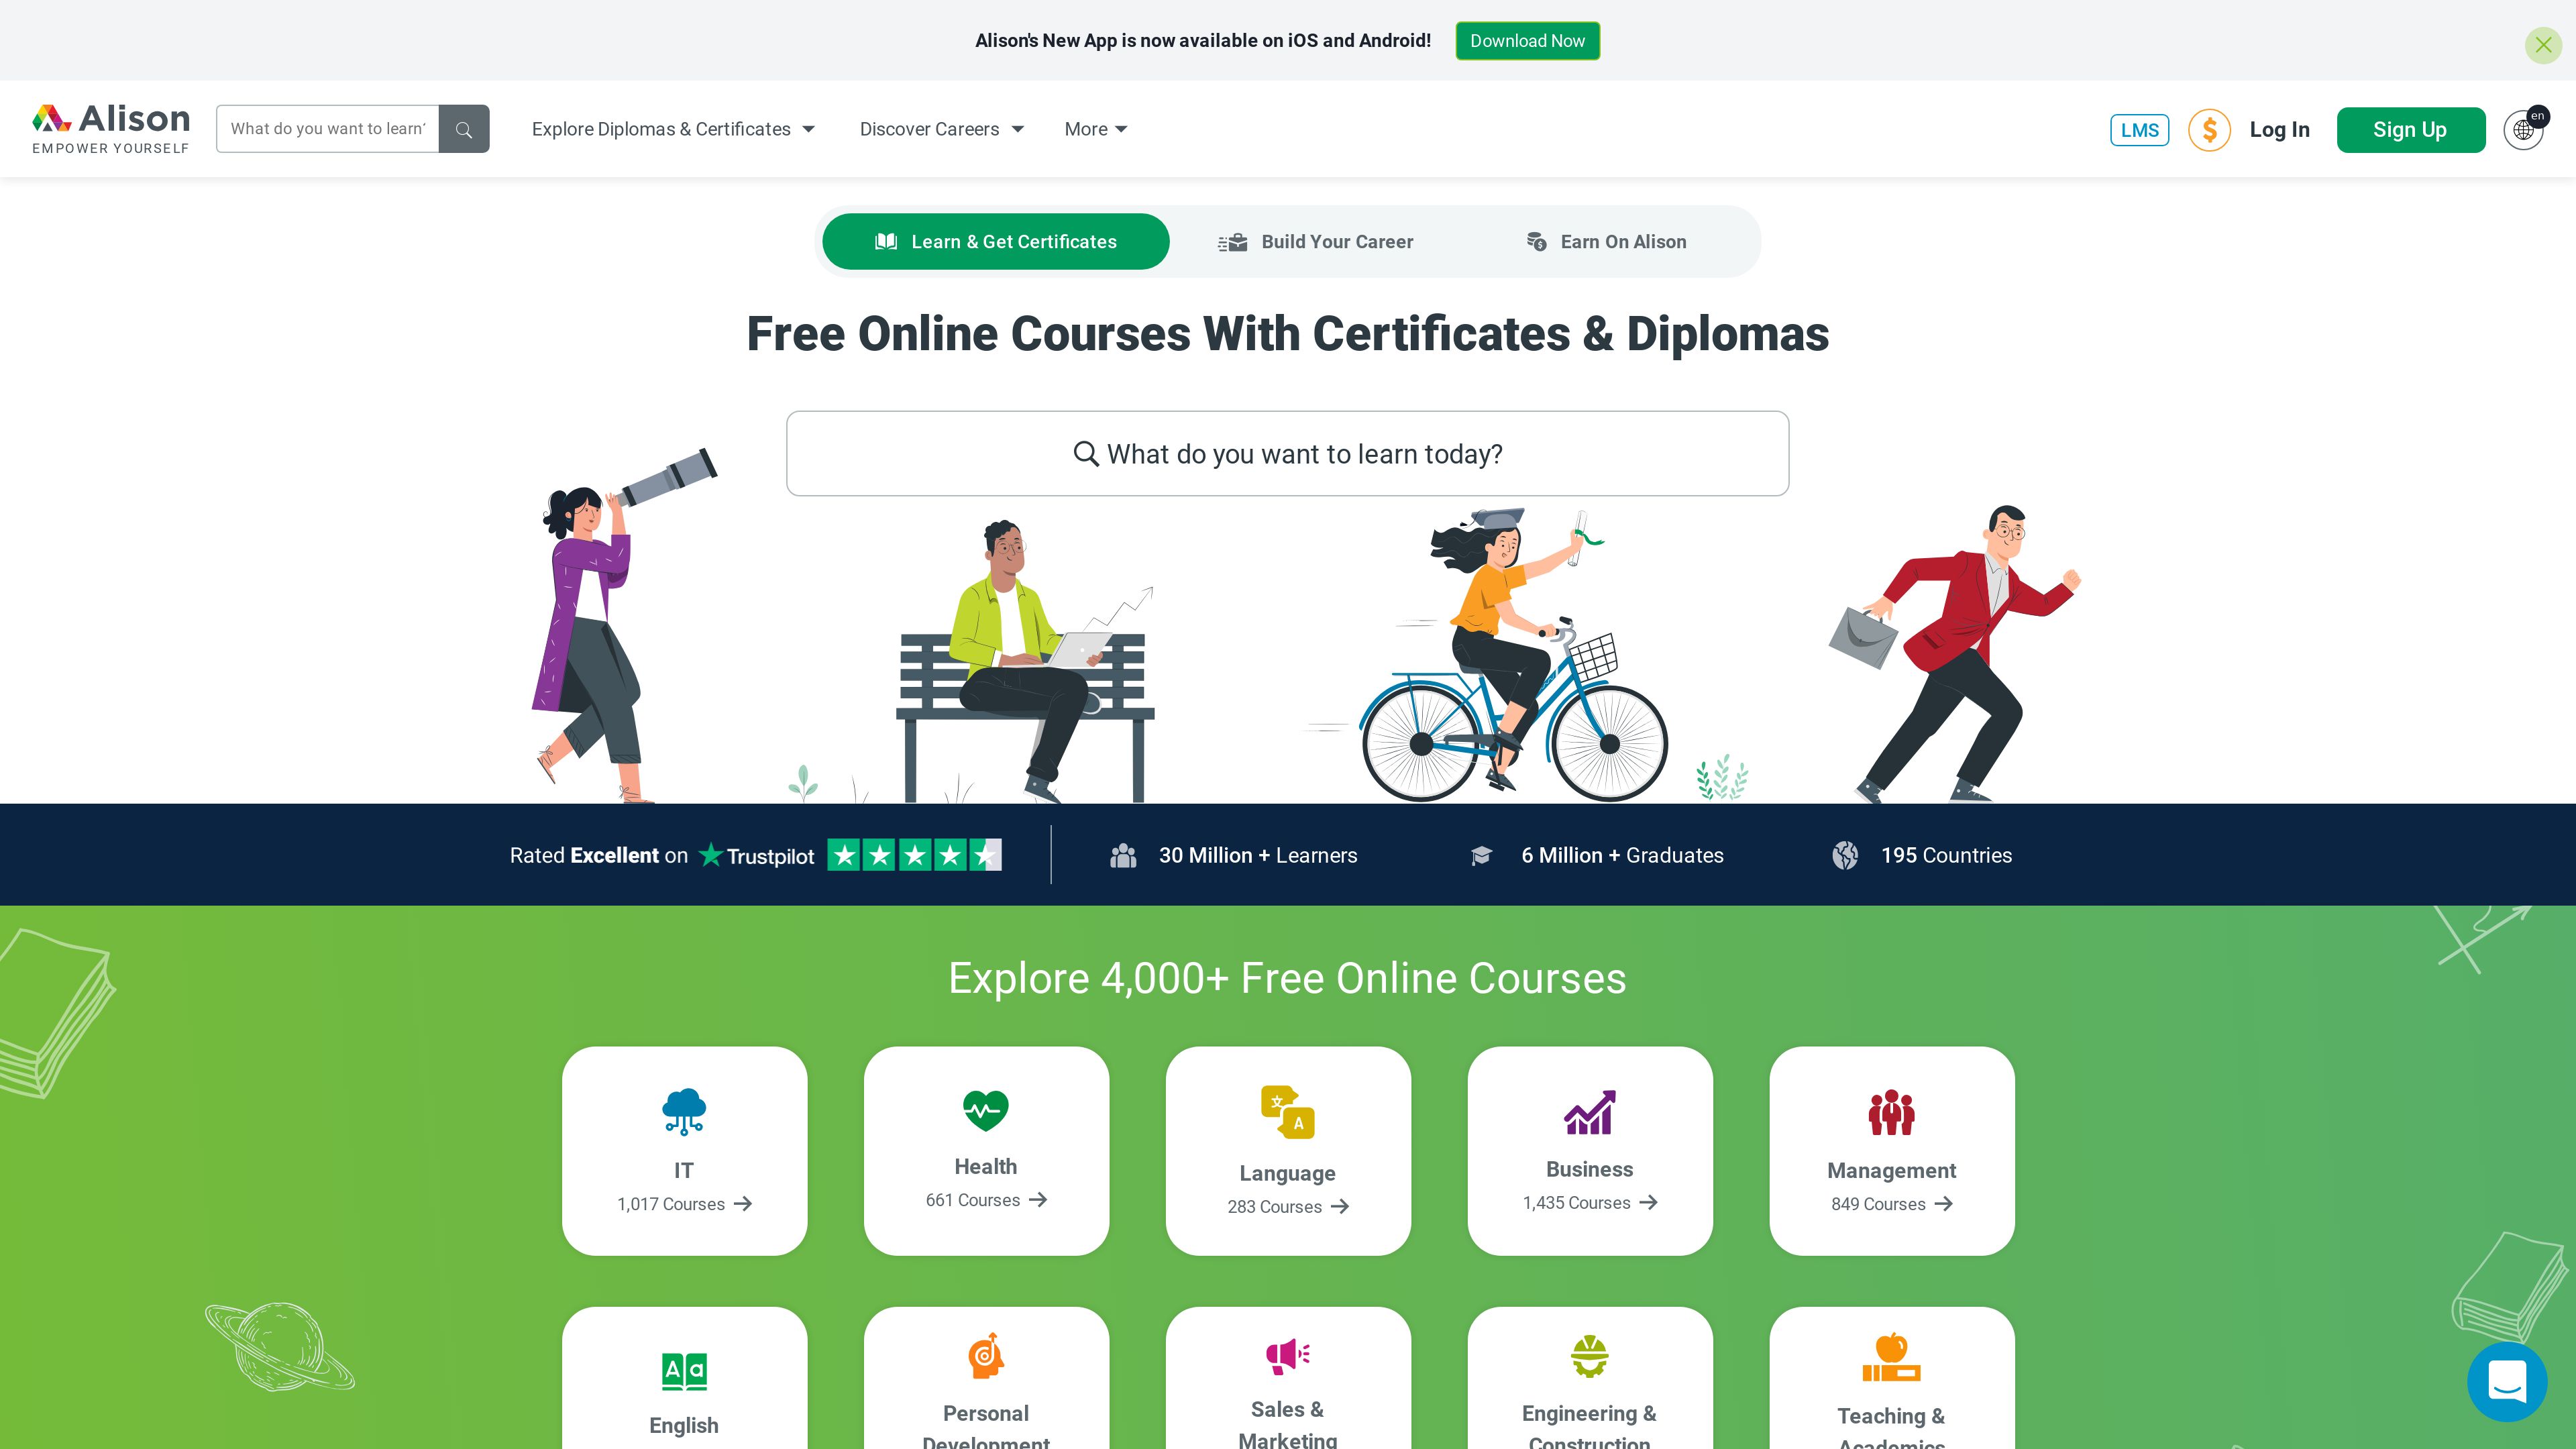 Alison's New App is now available on iOS and Android!
Download Now
Alison
EMPOWER YOURSELF
What do you want to learn?
Explore Diplomas & Certificates
Discover Careers
More
LMS
$
Log In
Sign Up
en
Learn & Get Certificates
Build Your Career
Earn On Alison
Free Online Courses With Certificates & Diplomas
What do you want to learn today?
Rated Excellent on Trustpilot
30 Million + Learners
6 Million + Graduates
195 Countries
Explore 4,000+ Free Online Courses
IT
1,017 Courses
Health
661 Courses
文 A
Language
283 Courses
Business
1,435 Courses
Management
849 Courses
Aa
English
Personal
Development
Sales &
Marketing
Engineering &
Construction
Teaching &
Academics